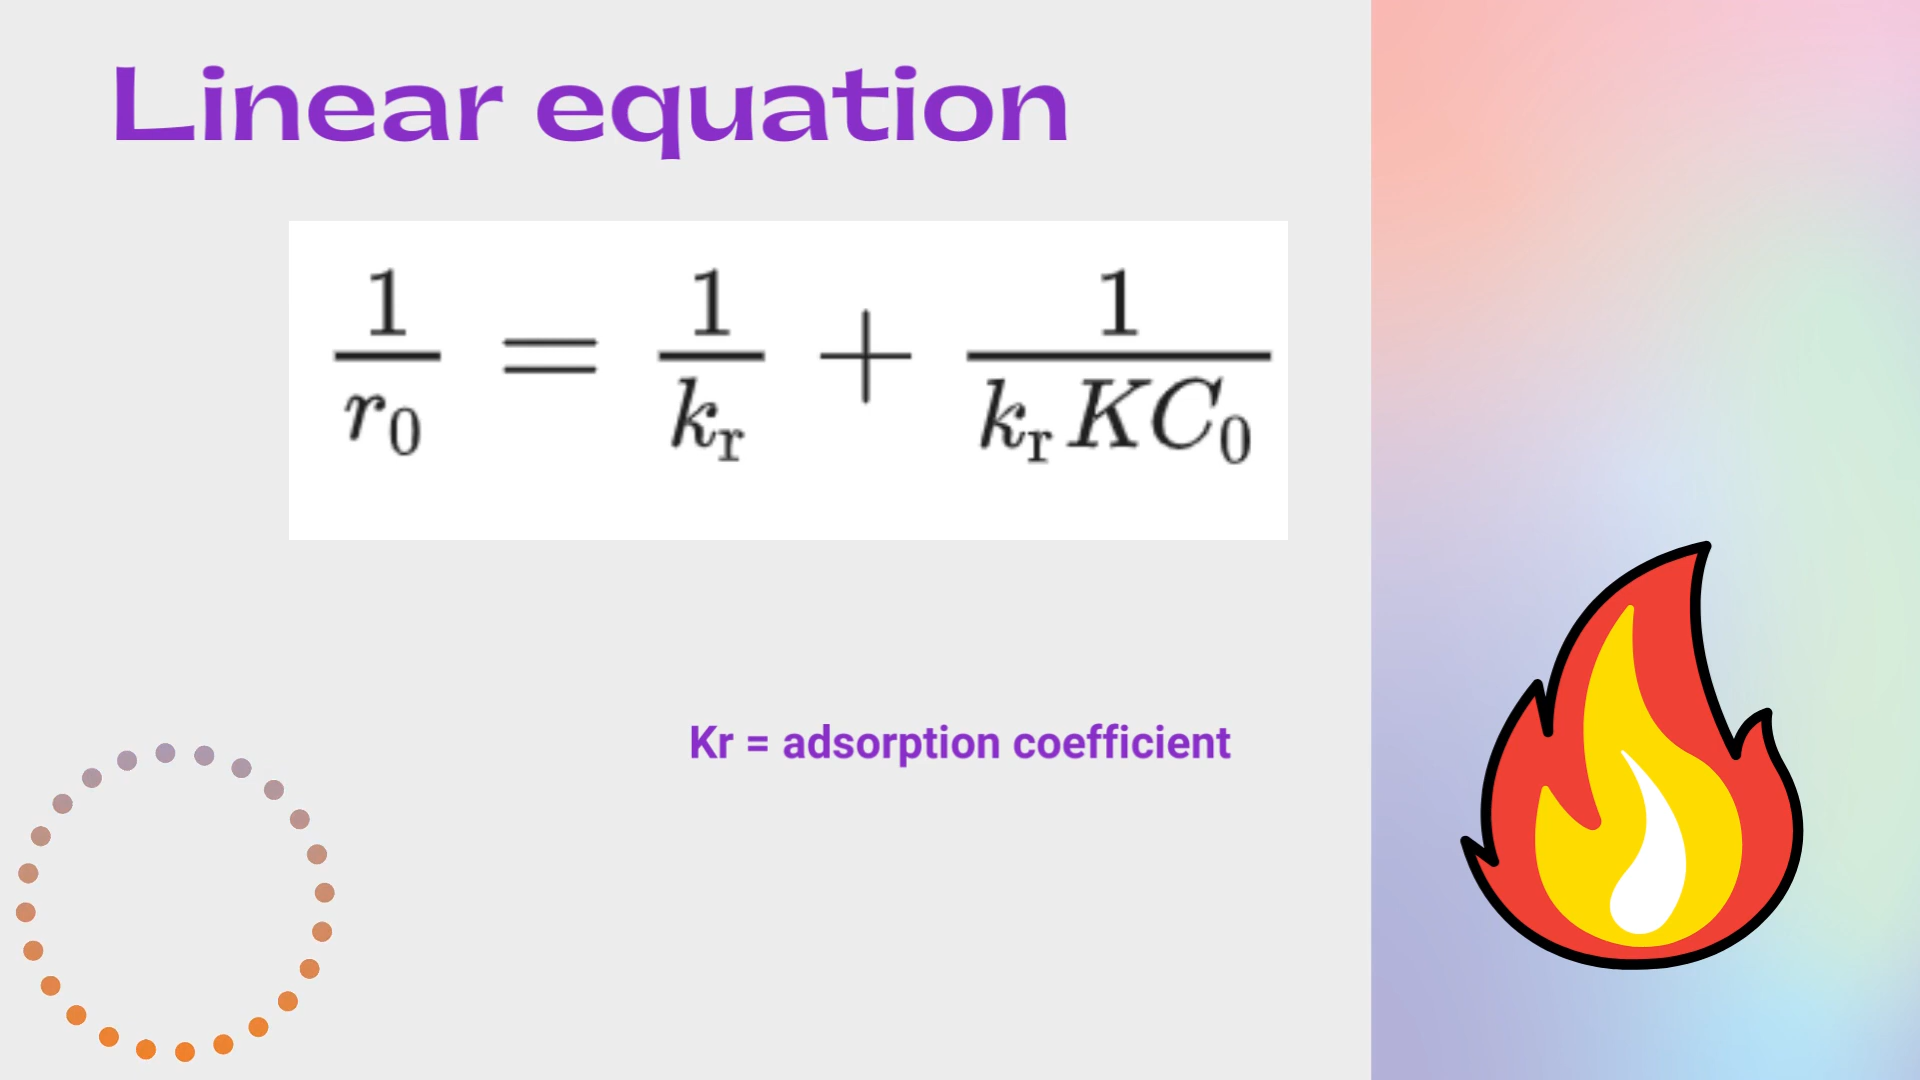 Linear equation
1/r₀ = 1/kᵣ + 1/(kᵣKC₀)
Kr = adsorption coefficient